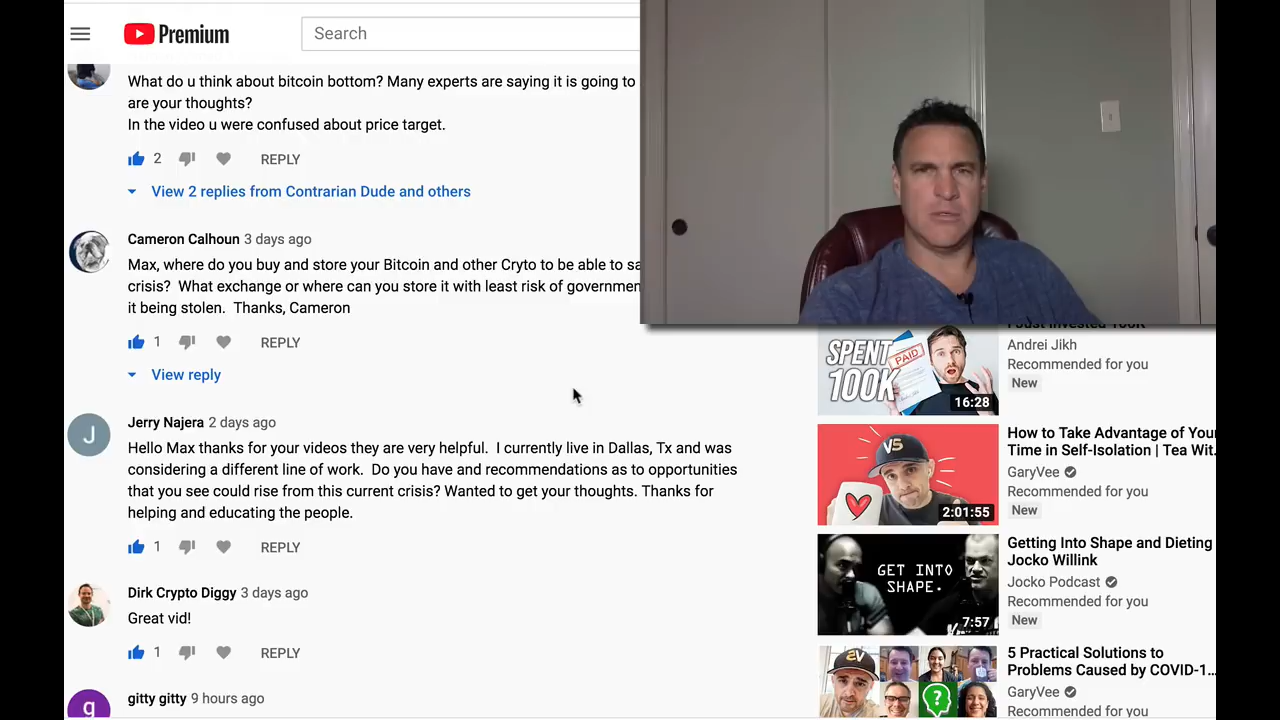 Premium
Search
What do u think about bitcoin bottom? Many experts are saying it is going to
are your thoughts?
In the video u were confused about price target.
2
REPLY
View 2 replies from Contrarian Dude and others
Cameron Calhoun 3 days ago
Max, where do you buy and store your Bitcoin and other Cryto to be able to sa
crisis? What exchange or where can you store it with least risk of governmen
it being stolen. Thanks, Cameron
1
REPLY
View reply
J
Jerry Najera 2 days ago
Hello Max thanks for your videos they are very helpful. I currently live in Dallas, Tx and was
considering a different line of work. Do you have and recommendations as to opportunities
that you see could rise from this current crisis? Wanted to get your thoughts. Thanks for
helping and educating the people.
1
REPLY
Dirk Crypto Diggy 3 days ago
Great vid!
1
REPLY
g
gitty gitty 9 hours ago
I Just Invested 100K
Andrei Jikh
Recommended for you
New
SPENT
100K
PAID
16:28
How to Take Advantage of Your
Time in Self-Isolation | Tea Wit...
GaryVee
Recommended for you
New
V5
2:01:55
Getting Into Shape and Dieting
Jocko Willink
Jocko Podcast
Recommended for you
New
GET INTO
SHAPE.
7:57
5 Practical Solutions to
Problems Caused by COVID-1...
GaryVee
Recommended for you